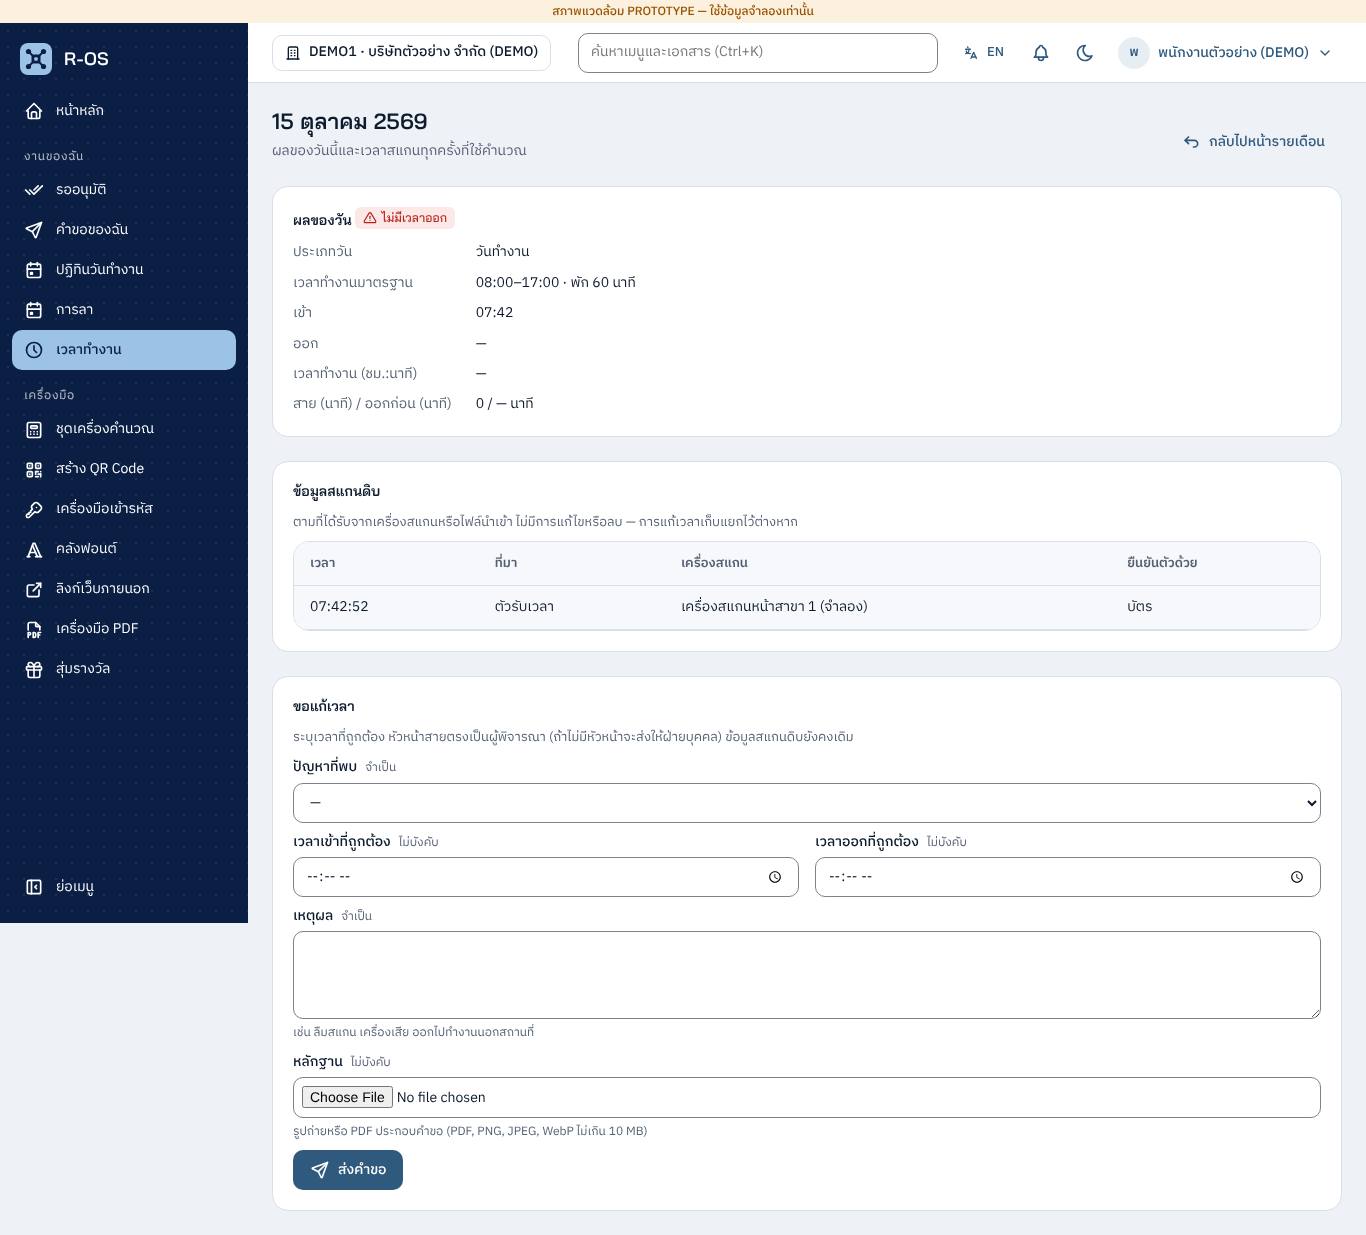 สภาพแวดล้อม PROTOTYPE — ใช้ข้อมูลจำลองเท่านั้น
R-OS
หน้าหลัก
งานของฉัน
รออนุมัติ
คำขอของฉัน
ปฏิทินวันทำงาน
การลา
เวลาทำงาน
เครื่องมือ
ชุดเครื่องคำนวณ
สร้าง QR Code
เครื่องมือเข้ารหัส
คลังฟอนต์
ลิงก์เว็บภายนอก
เครื่องมือ PDF
สุ่มรางวัล
ย่อเมนู
DEMO1 · บริษัทตัวอย่าง จำกัด (DEMO)
ค้นหาเมนูและเอกสาร (Ctrl+K)
EN
พ
พนักงานตัวอย่าง (DEMO)
15 ตุลาคม 2569
ผลของวันนี้และเวลาสแกนทุกครั้งที่ใช้คำนวณ
กลับไปหน้ารายเดือน
ผลของวัน ไม่มีเวลาออก
ประเภทวัน วันทำงาน
เวลาทำงานมาตรฐาน 08:00–17:00 · พัก 60 นาที
เข้า 07:42
ออก —
เวลาทำงาน (ชม.:นาที) —
สาย (นาที) / ออกก่อน (นาที) 0 / — นาที
ข้อมูลสแกนดิบ
ตามที่ได้รับจากเครื่องสแกนหรือไฟล์นำเข้า ไม่มีการแก้ไขหรือลบ — การแก้เวลาเก็บแยกไว้ต่างหาก
เวลา ที่มา เครื่องสแกน ยืนยันตัวด้วย
07:42:52 ตัวรับเวลา เครื่องสแกนหน้าสาขา 1 (จำลอง) บัตร
ขอแก้เวลา
ระบุเวลาที่ถูกต้อง หัวหน้าสายตรงเป็นผู้พิจารณา (ถ้าไม่มีหัวหน้าจะส่งให้ฝ่ายบุคคล) ข้อมูลสแกนดิบยังคงเดิม
ปัญหาที่พบ จำเป็น
—
เวลาเข้าที่ถูกต้อง ไม่บังคับ เวลาออกที่ถูกต้อง ไม่บังคับ
--:-- -- --:-- --
เหตุผล จำเป็น
เช่น ลืมสแกน เครื่องเสีย ออกไปทำงานนอกสถานที่
หลักฐาน ไม่บังคับ
Choose File No file chosen
รูปถ่ายหรือ PDF ประกอบคำขอ (PDF, PNG, JPEG, WebP ไม่เกิน 10 MB)
ส่งคำขอ